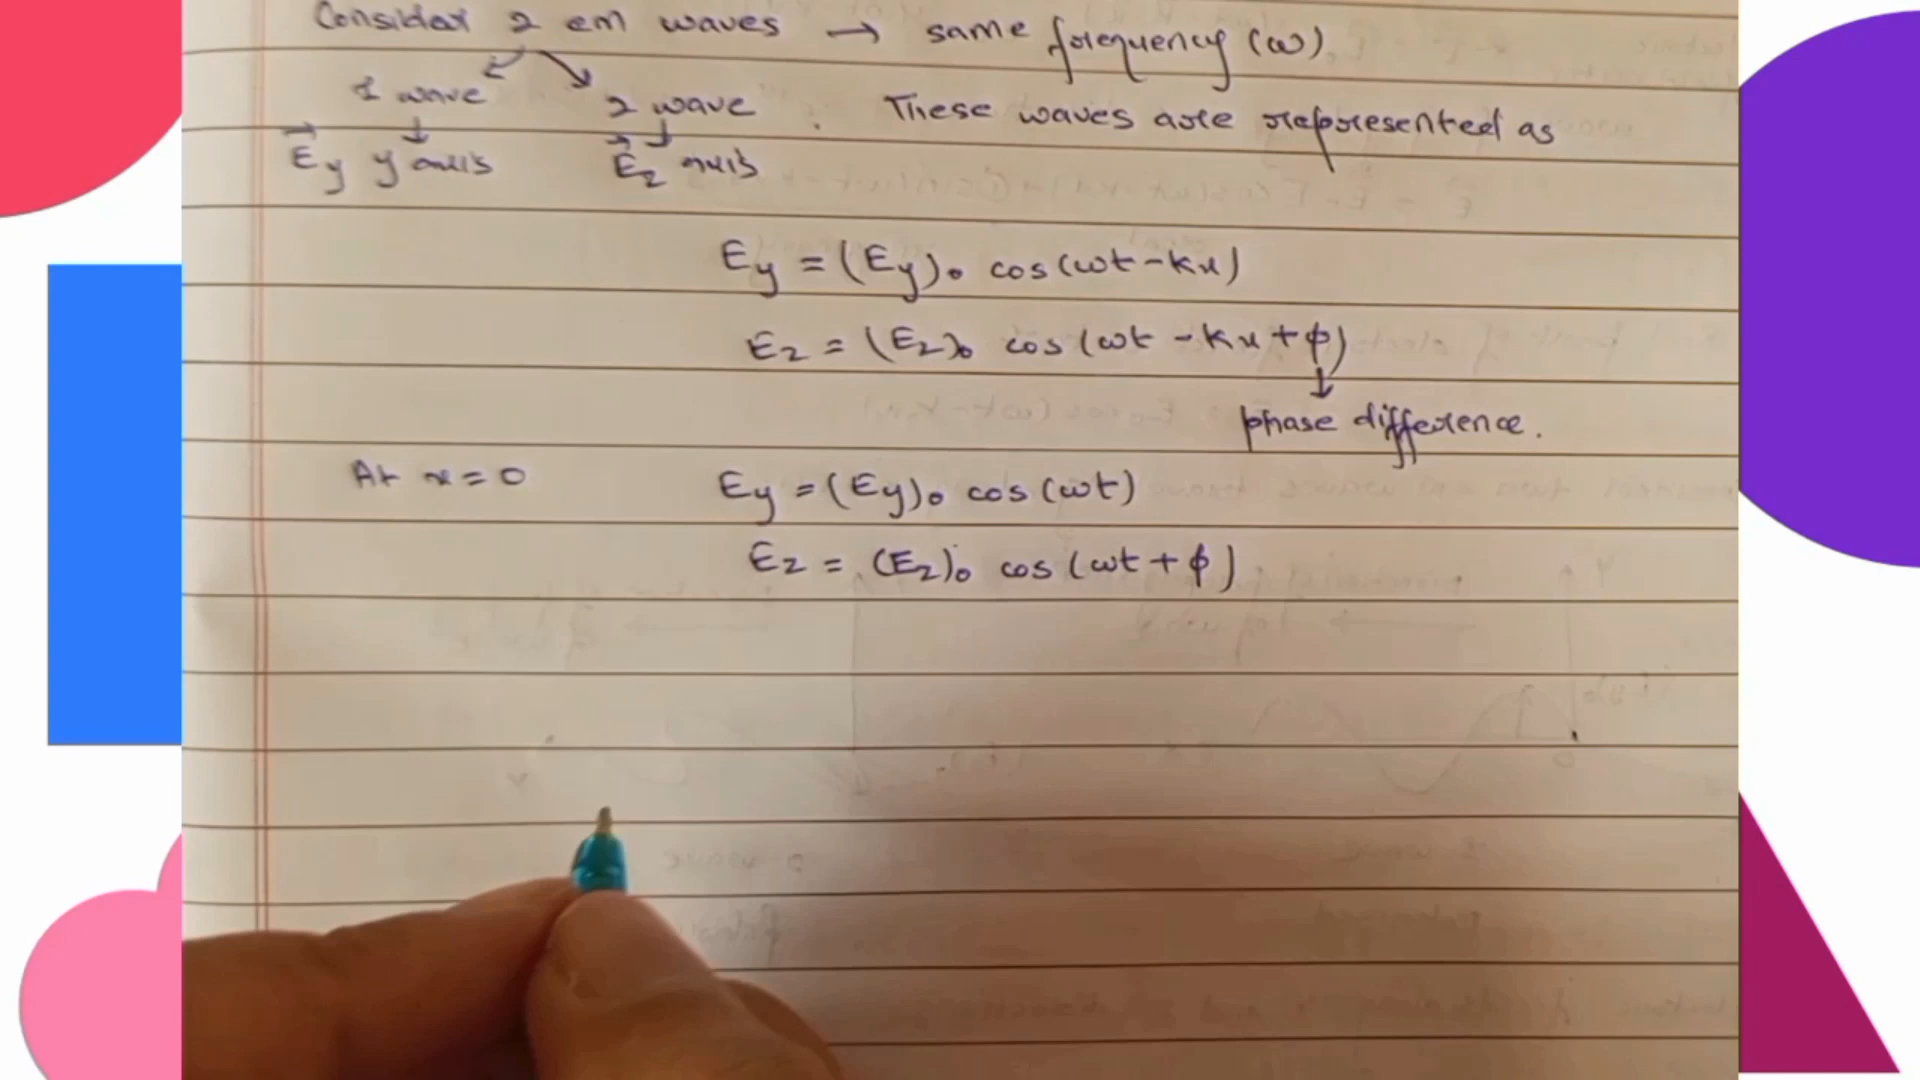 Consider 2 em waves → same frequency (ω)
1 wave 2 wave . These waves are represented as
E⃗y y axis E⃗z axis
Ey = (Ey)₀ cos(ωt - kx)
Ez = (Ez)₀ cos(ωt - kx + ϕ)
phase difference.
At x = 0 Ey = (Ey)₀ cos(ωt)
Ez = (Ez)₀ cos(ωt + ϕ)